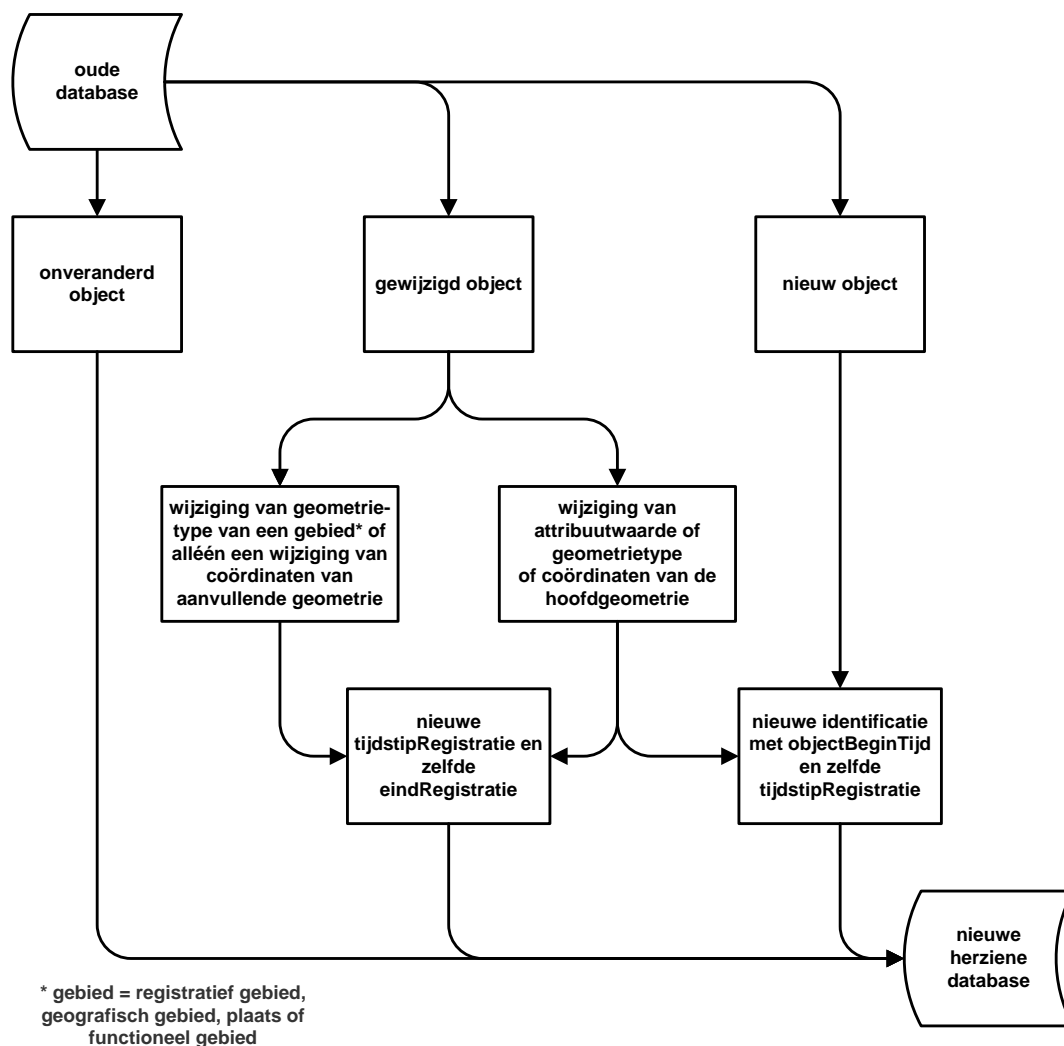 oude
database
onveranderd
object
gewijzigd object
nieuw object
wijziging van geometrie-
type van een gebied* of
alléén een wijziging van
coördinaten van
aanvullende geometrie
wijziging van
attribuutwaarde of
geometrietype
of coördinaten van de
hoofdgeometrie
nieuwe
tijdstipRegistratie en
zelfde
eindRegistratie
nieuwe identificatie
met objectBeginTijd
en zelfde
tijdstipRegistratie
nieuwe
herziene
database
* gebied = registratief gebied,
geografisch gebied, plaats of
functioneel gebied